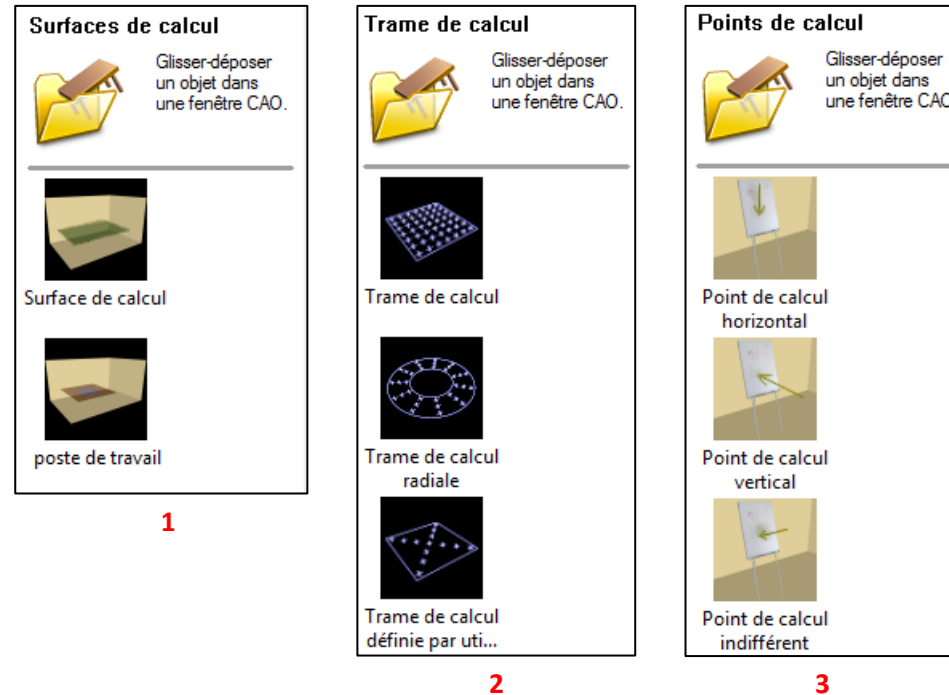 Surfaces de calcul
Glisser-déposer
un objet dans
une fenêtre CAO.
Surface de calcul
poste de travail
1
Trame de calcul
Glisser-déposer
un objet dans
une fenêtre CAO.
Trame de calcul
Trame de calcul
radiale
Trame de calcul
définie par uti...
2
Points de calcul
Glisser-déposer
un objet dans
une fenêtre CAO
Point de calcul
horizontal
Point de calcul
vertical
Point de calcul
indifférent
3